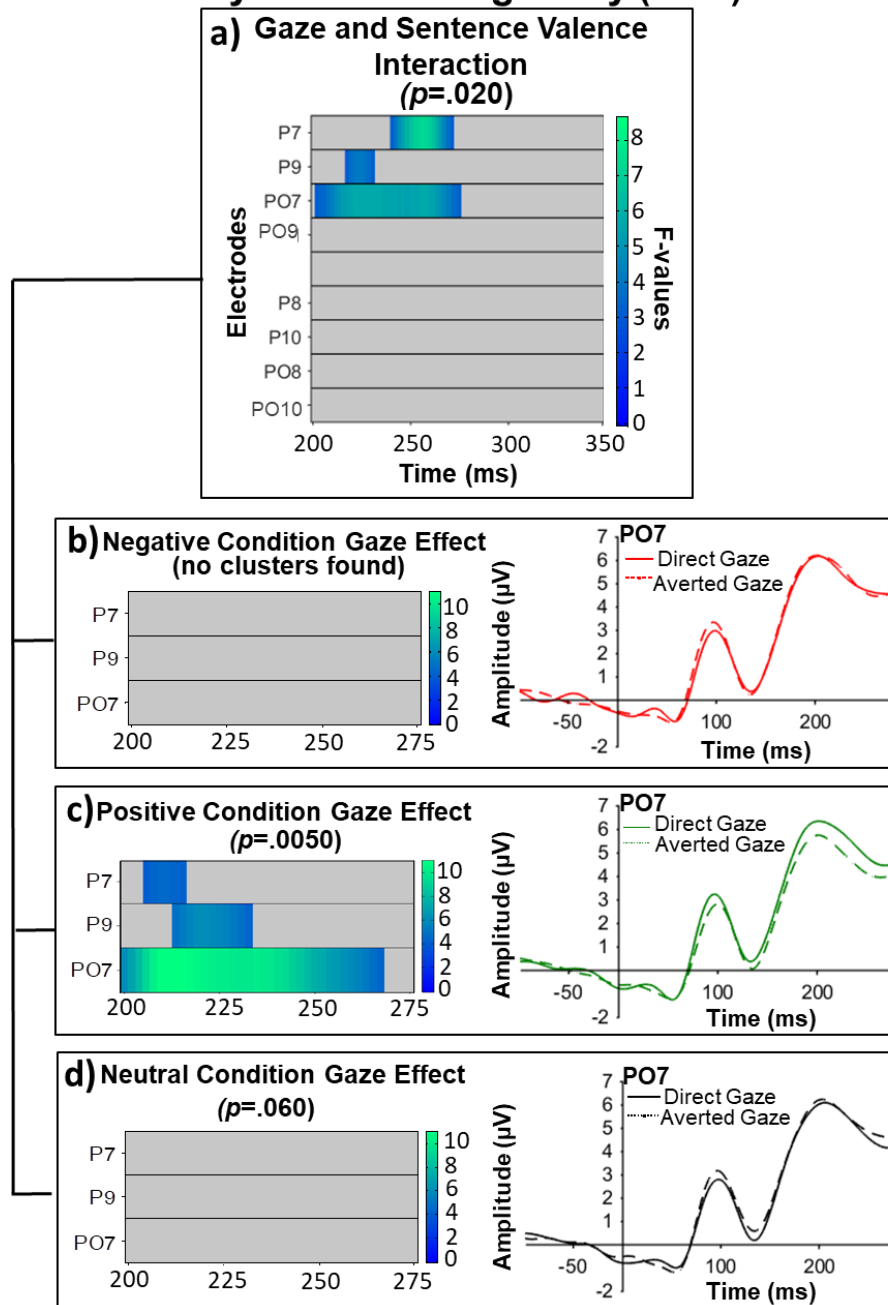 a) Gaze and Sentence Valence
Interaction
(p=.020)
P7
P9
PO7
PO9
P8
P10
PO8
PO10
Electrodes
200 250 300 350
Time (ms)
8
7
6
5
4
3
2
1
0
F-values
b) Negative Condition Gaze Effect
(no clusters found)
P7
P9
PO7
200 225 250 275
10
8
6
4
2
0
PO7
Direct Gaze
Averted Gaze
Amplitude (µV)
7
6
5
4
3
2
1
-2
-50 100 200
Time (ms)
c) Positive Condition Gaze Effect
(p=.0050)
P7
P9
PO7
200 225 250 275
10
8
6
4
2
0
PO7
Direct Gaze
Averted Gaze
Amplitude (µV)
7
6
5
4
3
2
1
-2
-50 100 200
Time (ms)
d) Neutral Condition Gaze Effect
(p=.060)
P7
P9
PO7
200 225 250 275
10
8
6
4
2
0
PO7
Direct Gaze
Averted Gaze
Amplitude (µV)
7
6
5
4
3
2
1
-2
-50 100 200
Time (ms)